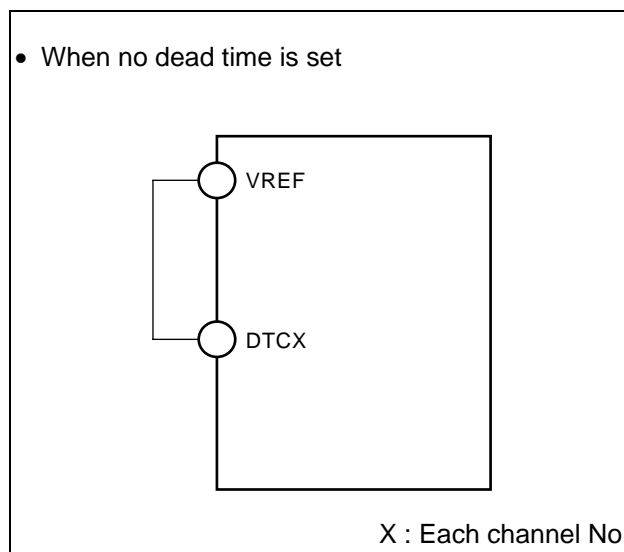 • When no dead time is set
VREF
DTCX
X : Each channel No